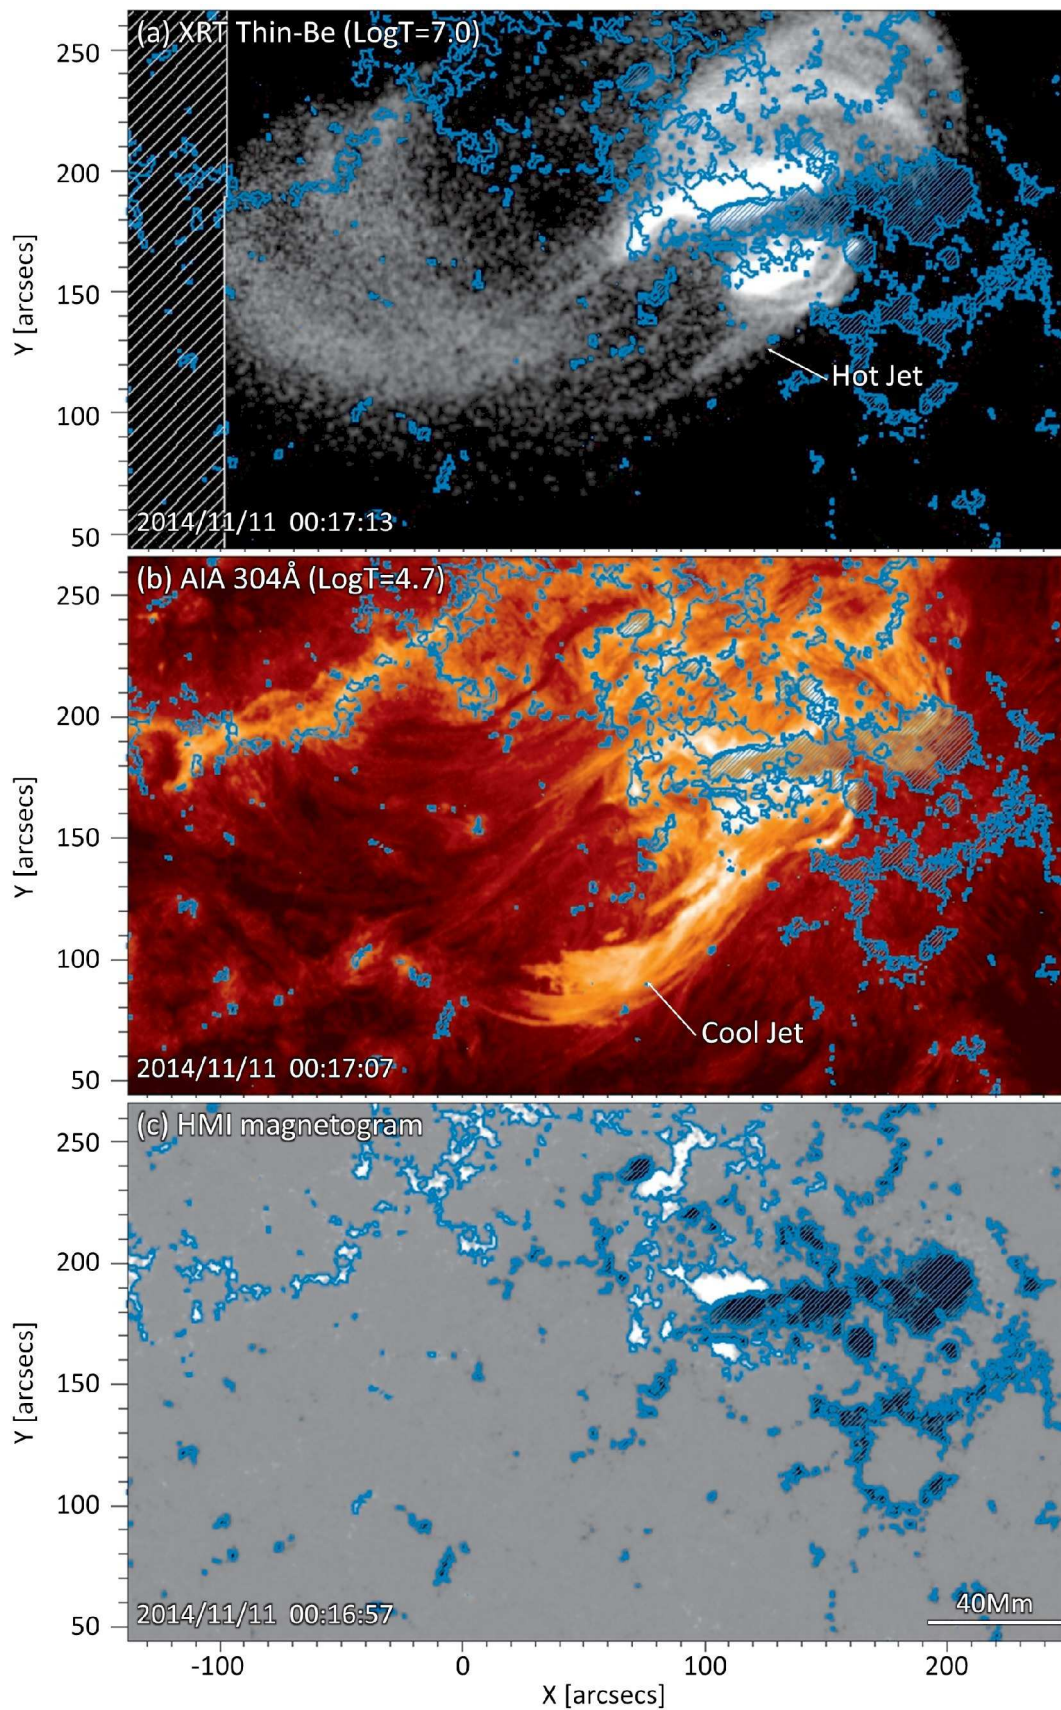 (a) XRT Thin-Be (LogT=7.0)
250
200
150
100
50
Y [arcsecs]
Hot Jet
2014/11/11 00:17:13
(b) AIA 304Å (LogT=4.7)
250
200
150
100
50
Y [arcsecs]
Cool Jet
2014/11/11 00:17:07
(c) HMI magnetogram
250
200
150
100
50
Y [arcsecs]
2014/11/11 00:16:57
40Mm
-100 0 100 200
X [arcsecs]